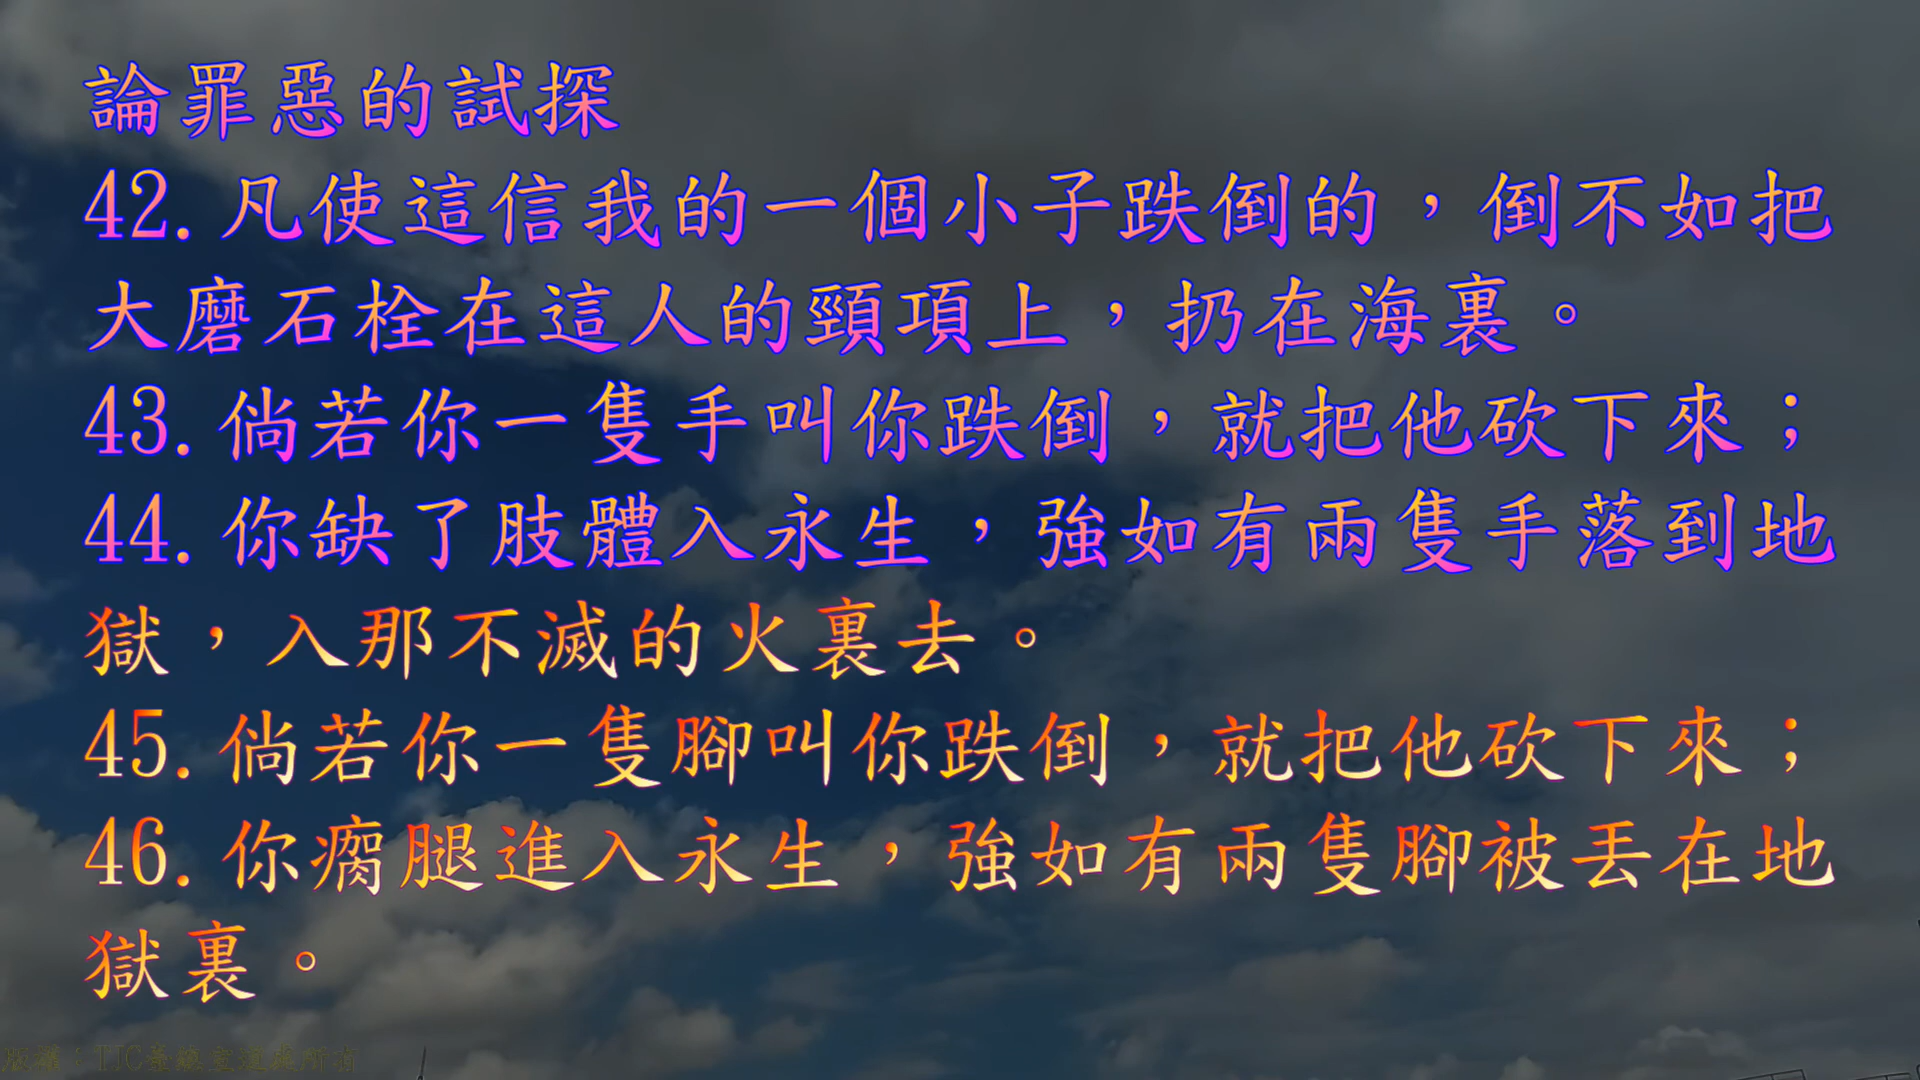 論罪惡的試探
42.凡使這信我的一個小子跌倒的，倒不如把
大磨石栓在這人的頸項上，扔在海裏。
43.倘若你一隻手叫你跌倒，就把他砍下來；
44.你缺了肢體入永生，強如有兩隻手落到地
獄，入那不滅的火裏去。
45.倘若你一隻腳叫你跌倒，就把他砍下來；
46.你瘸腿進入永生，強如有兩隻腳被丟在地
獄裏。